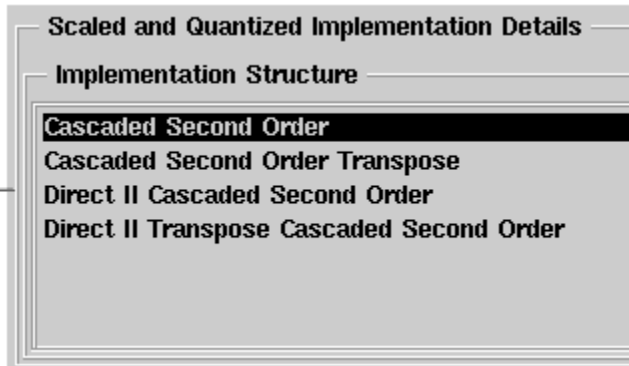 Scaled and Quantized Implementation Details
Implementation Structure
Cascaded Second Order
Cascaded Second Order Transpose
Direct II Cascaded Second Order
Direct II Transpose Cascaded Second Order